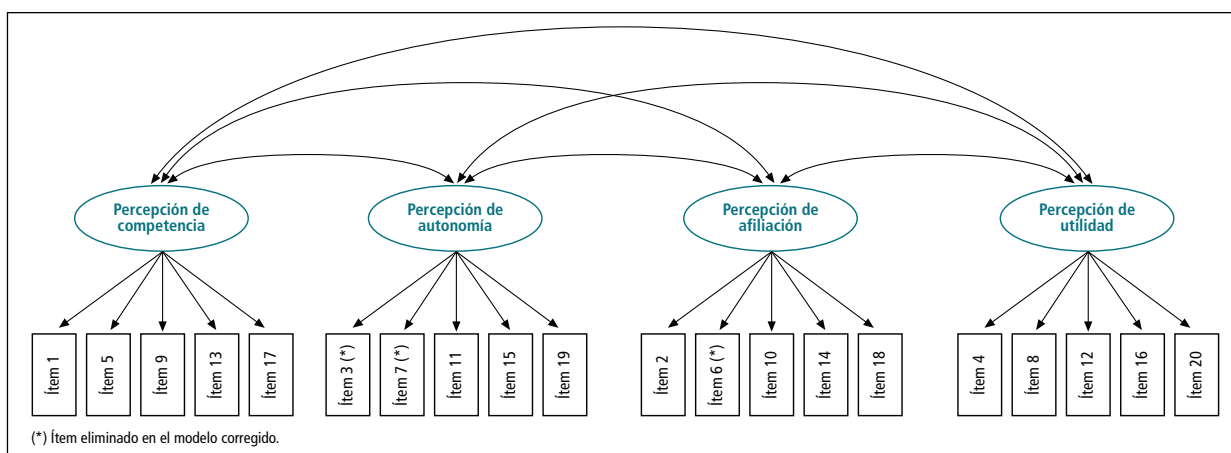 Percepción de
competencia
Percepción de
autonomía
Percepción de
afiliación
Percepción de
utilidad
Ítem 1
Ítem 5
Ítem 9
Ítem 13
Ítem 17
Ítem 3 (*)
Ítem 7 (*)
Ítem 11
Ítem 15
Ítem 19
Ítem 2
Ítem 6 (*)
Ítem 10
Ítem 14
Ítem 18
Ítem 4
Ítem 8
Ítem 12
Ítem 16
Ítem 20
(*) Ítem eliminado en el modelo corregido.